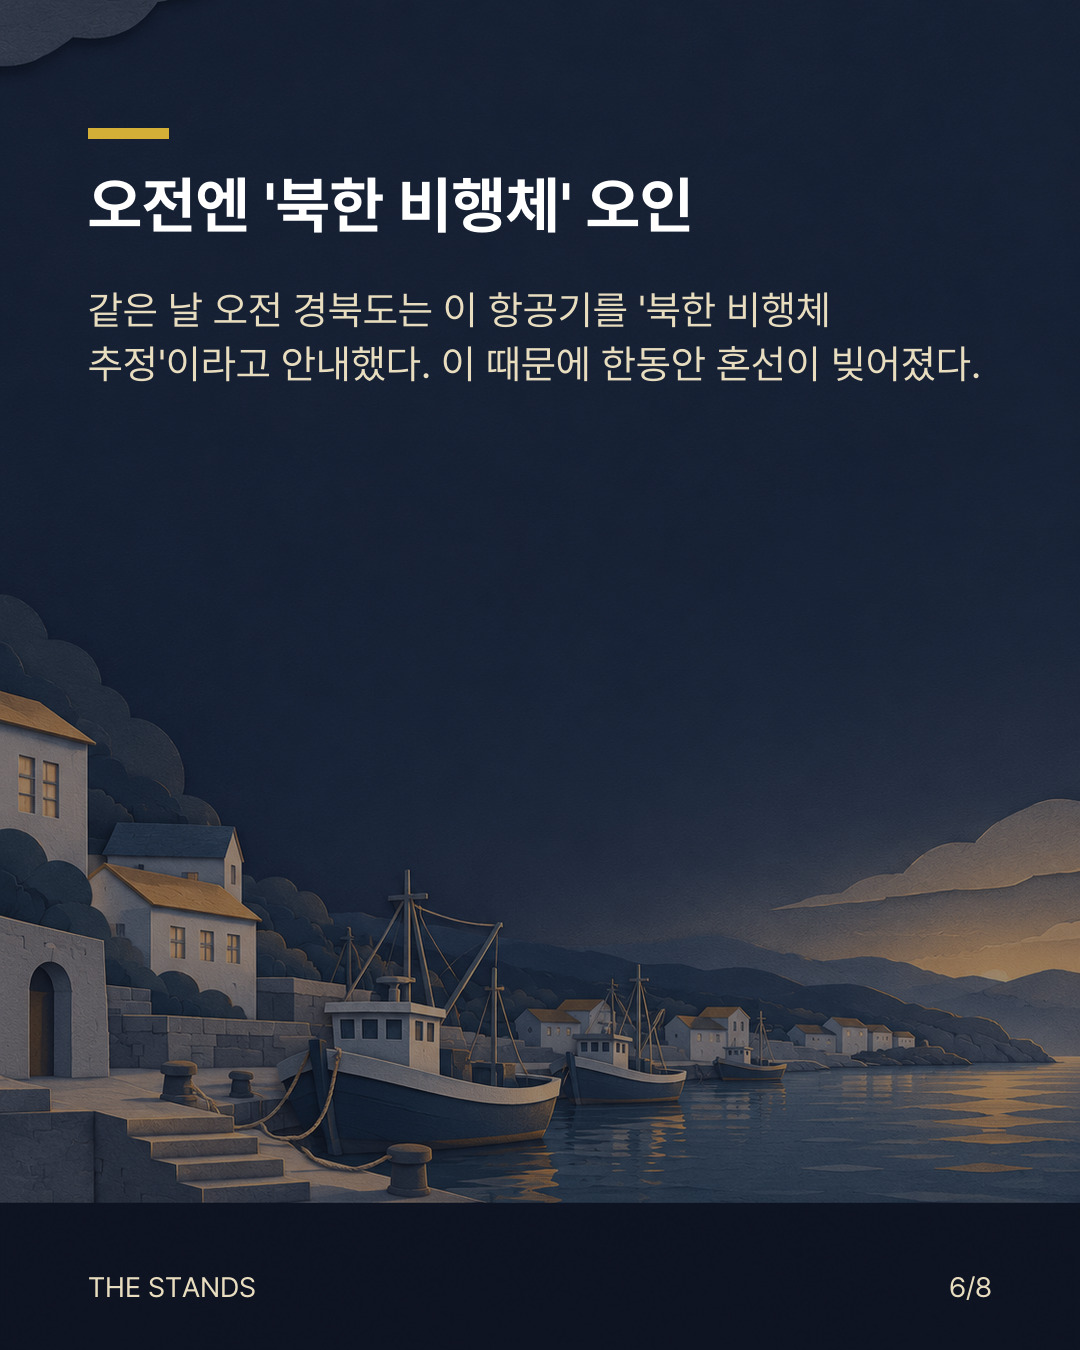 오전엔 '북한 비행체' 오인
같은 날 오전 경북도는 이 항공기를 '북한 비행체
추정'이라고 안내했다. 이 때문에 한동안 혼선이 빚어졌다.
THE STANDS
6/8